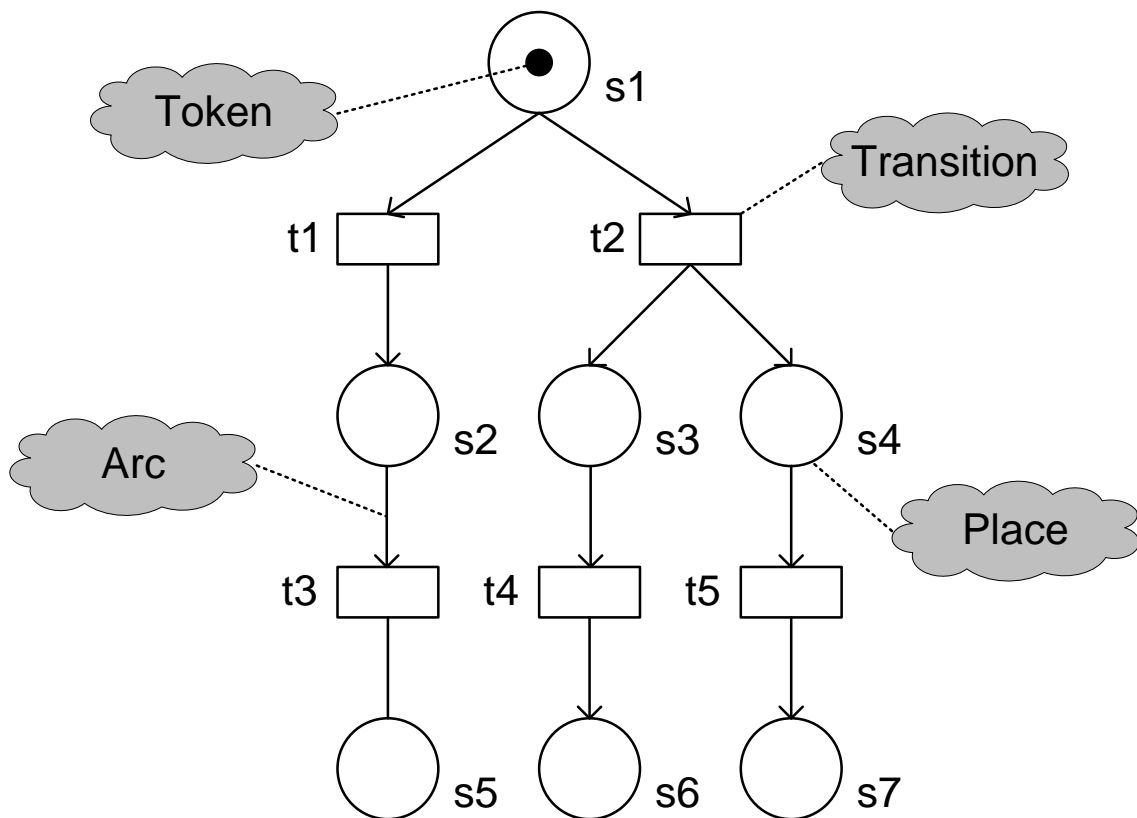 s1
Token
Transition
t1
t2
s2
s3
s4
Arc
Place
t3
t4
t5
s5
s6
s7